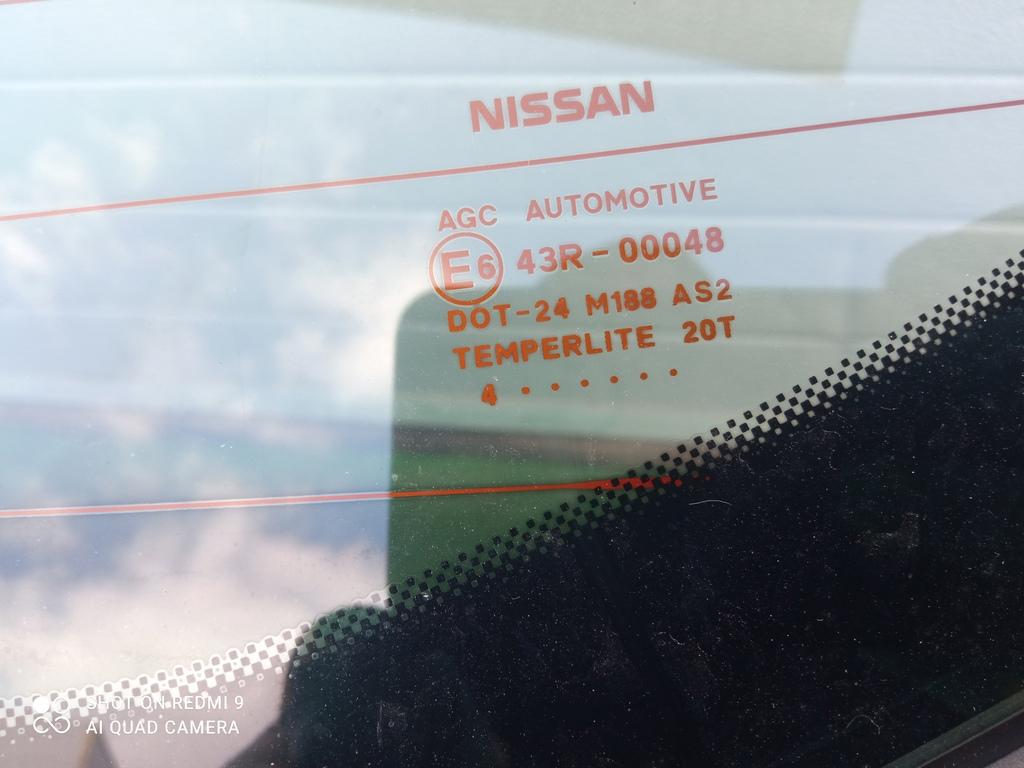 NISSAN
AGC AUTOMOTIVE
E6 43R-00048
DOT-24 M188 AS2
TEMPERLITE 20T
4 · · · · · ·
SHOT ON REDMI 9
AI QUAD CAMERA